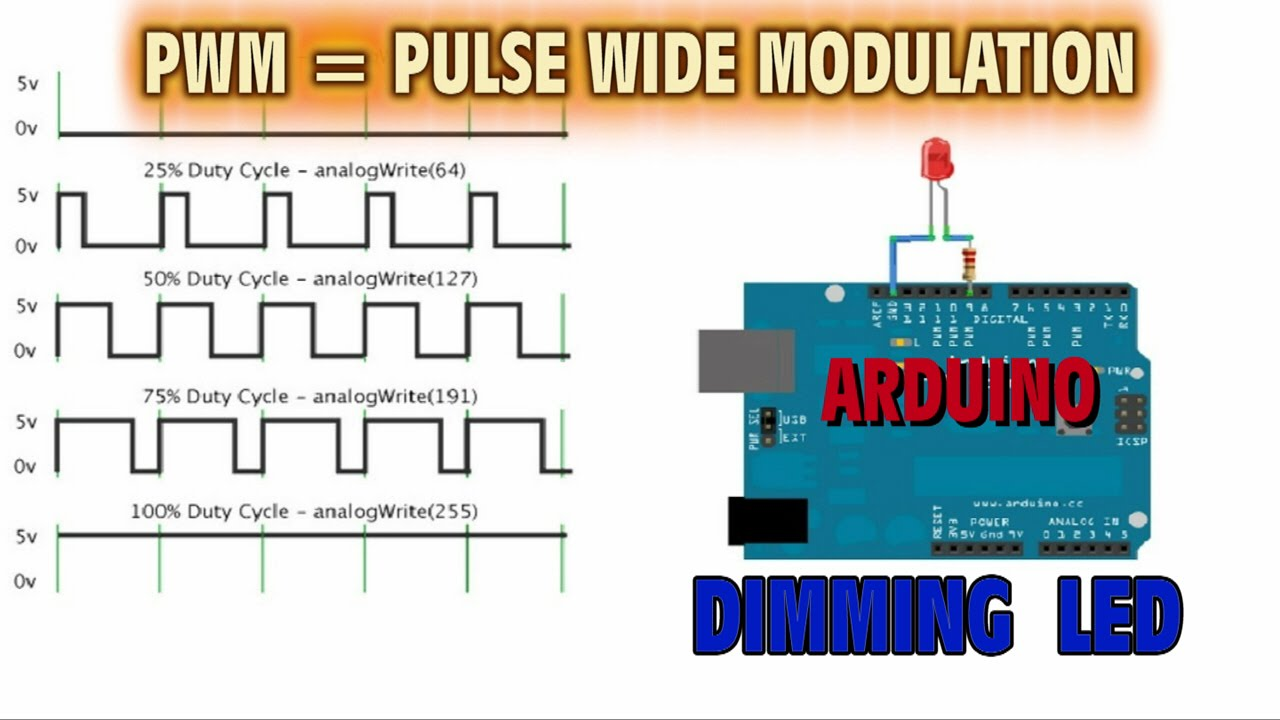 PWM = PULSE WIDE MODULATION
5v
0v
25% Duty Cycle – analogWrite(64)
5v
0v
50% Duty Cycle – analogWrite(127)
5v
0v
75% Duty Cycle – analogWrite(191)
5v
0v
100% Duty Cycle – analogWrite(255)
5v
0v
AREF
GND
13
12
11
10
9
8
7
6
5
4
3
2
1
0
TX
RX
PWM
PWM
PWM
DIGITAL
PWM
PWM
PWM
L
PWR
ARDUINO
PWR SEL
USB
EXT
1
ICSP
www.arduino.cc
RESET
3V3
POWER
5V Gnd 9V
ANALOG IN
0 1 2 3 4 5
DIMMING LED